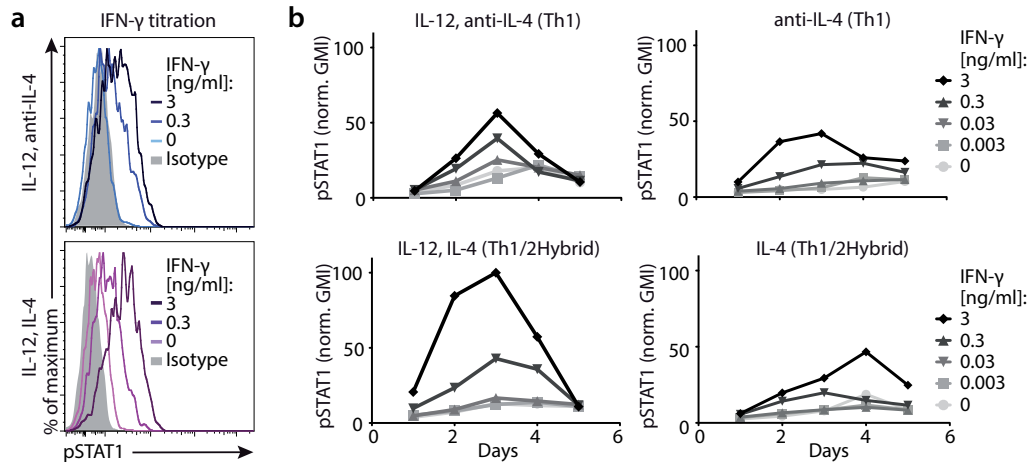 a
IFN-γ titration
IL-12, anti-IL-4
IFN-γ
[ng/ml]:
3
0.3
0
Isotype
IL-12, IL-4
% of maximum
IFN-γ
[ng/ml]:
3
0.3
0
Isotype
pSTAT1
b
IL-12, anti-IL-4 (Th1)
pSTAT1 (norm. GMI)
100
50
0
anti-IL-4 (Th1)
pSTAT1 (norm. GMI)
100
50
0
IFN-γ
[ng/ml]:
3
0.3
0.03
0.003
0
IL-12, IL-4 (Th1/2Hybrid)
pSTAT1 (norm. GMI)
100
50
0
0 2 4 6
Days
IL-4 (Th1/2Hybrid)
pSTAT1 (norm. GMI)
100
50
0
0 2 4 6
Days
IFN-γ
[ng/ml]:
3
0.3
0.03
0.003
0